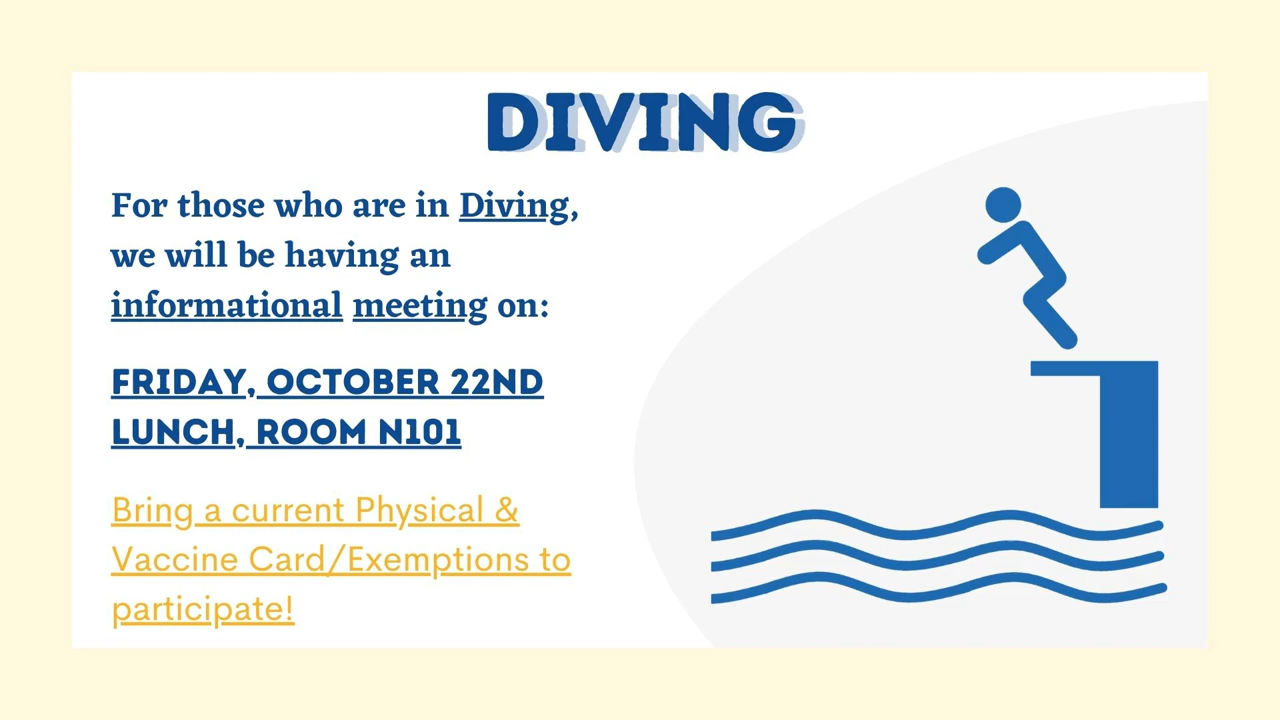 DIVING
For those who are in Diving,
we will be having an
informational meeting on:
FRIDAY, OCTOBER 22ND
LUNCH, ROOM N101
Bring a current Physical &
Vaccine Card/Exemptions to
participate!